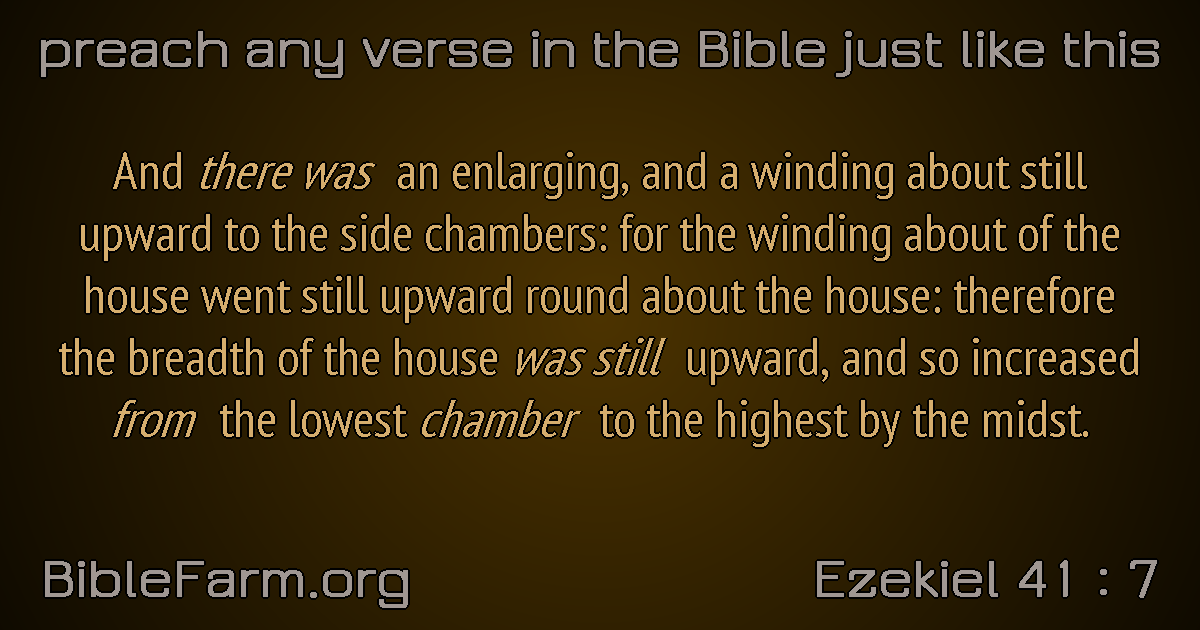 preach any verse in the Bible just like this
And there was an enlarging, and a winding about still
upward to the side chambers: for the winding about of the
house went still upward round about the house: therefore
the breadth of the house was still upward, and so increased
from the lowest chamber to the highest by the midst.
BibleFarm.org
Ezekiel 41 : 7